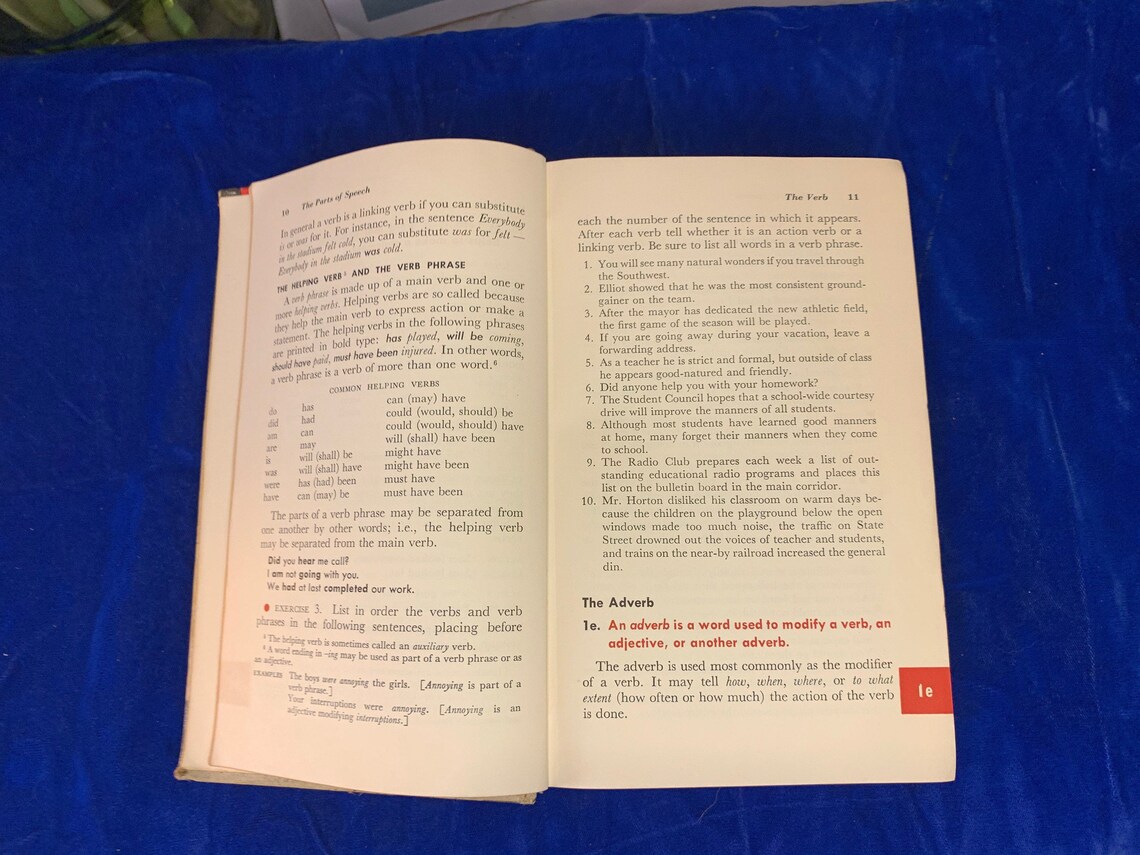 10 The Parts of Speech
In general a verb is a linking verb if you can substitute
is or was for it. For instance, in the sentence Everybody
in the stadium felt cold, you can substitute was for felt —
Everybody in the stadium was cold.
THE HELPING VERB⁵ AND THE VERB PHRASE
A verb phrase is made up of a main verb and one or
more helping verbs. Helping verbs are so called because
they help the main verb to express action or make a
statement. The helping verbs in the following phrases
are printed in bold type: has played, will be coming,
should have paid, must have been injured. In other words,
a verb phrase is a verb of more than one word.⁶
COMMON HELPING VERBS
do has can (may) have
did had could (would, should) be
am can could (would, should) have
are may will (shall) have been
is will (shall) be might have
was will (shall) have might have been
were has (had) been must have
have can (may) be must have been
The parts of a verb phrase may be separated from
one another by other words; i.e., the helping verb
may be separated from the main verb.
Did you hear me call?
I am not going with you.
We had at last completed our work.
● EXERCISE 3. List in order the verbs and verb
phrases in the following sentences, placing before
⁵ The helping verb is sometimes called an auxiliary verb.
⁶ A word ending in -ing may be used as part of a verb phrase or as
an adjective.
EXAMPLES The boys were annoying the girls. [Annoying is part of a
verb phrase.]
Your interruptions were annoying. [Annoying is an
adjective modifying interruptions.]
The Verb 11
each the number of the sentence in which it appears.
After each verb tell whether it is an action verb or a
linking verb. Be sure to list all words in a verb phrase.
1. You will see many natural wonders if you travel through
the Southwest.
2. Elliot showed that he was the most consistent ground-
gainer on the team.
3. After the mayor has dedicated the new athletic field,
the first game of the season will be played.
4. If you are going away during your vacation, leave a
forwarding address.
5. As a teacher he is strict and formal, but outside of class
he appears good-natured and friendly.
6. Did anyone help you with your homework?
7. The Student Council hopes that a school-wide courtesy
drive will improve the manners of all students.
8. Although most students have learned good manners
at home, many forget their manners when they come
to school.
9. The Radio Club prepares each week a list of out-
standing educational radio programs and places this
list on the bulletin board in the main corridor.
10. Mr. Horton disliked his classroom on warm days be-
cause the children on the playground below the open
windows made too much noise, the traffic on State
Street drowned out the voices of teacher and students,
and trains on the near-by railroad increased the general
din.
The Adverb
1e. An adverb is a word used to modify a verb, an
adjective, or another adverb.
The adverb is used most commonly as the modifier
of a verb. It may tell how, when, where, or to what
extent (how often or how much) the action of the verb
is done.
1e